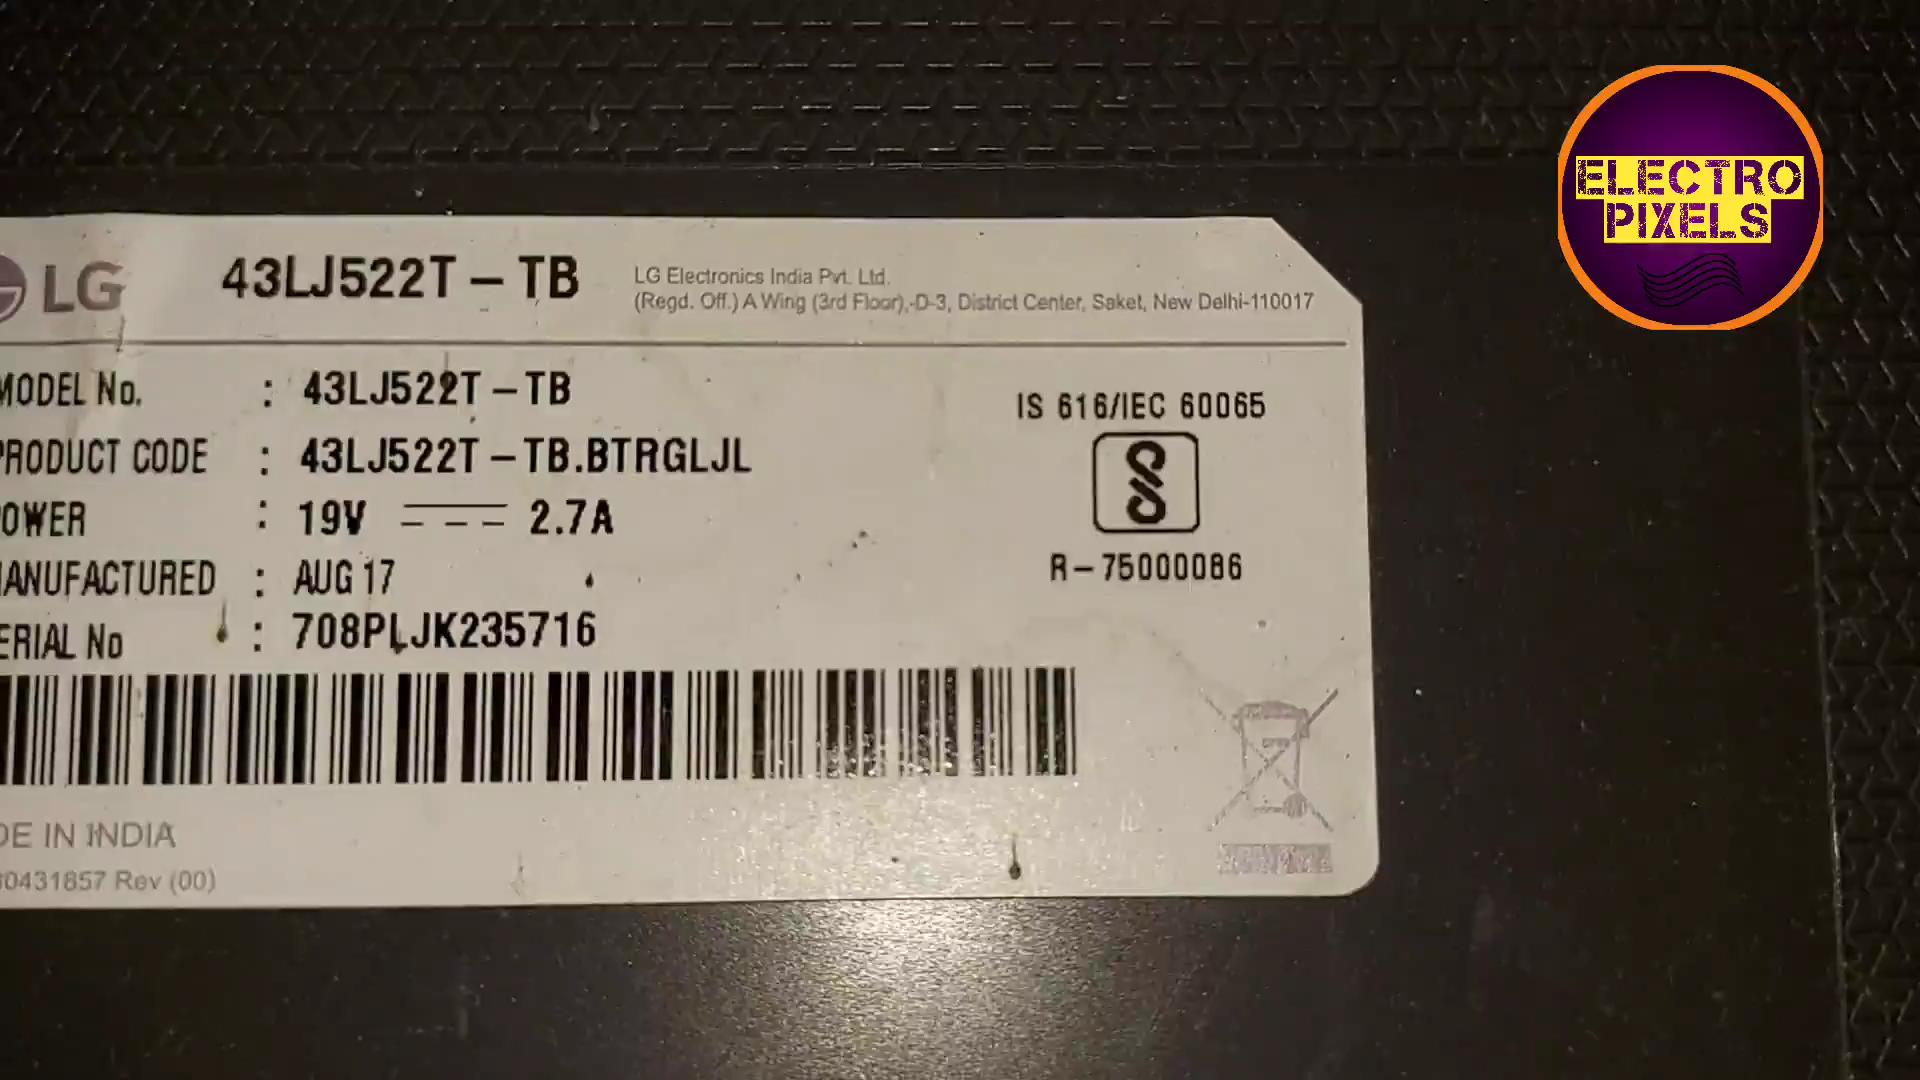 LG 43LJ522T-TB
LG Electronics India Pvt. Ltd.
(Regd. Off.) A Wing (3rd Floor),-D-3, District Center, Saket, New Delhi-110017
MODEL No. : 43LJ522T-TB
PRODUCT CODE : 43LJ522T-TB.BTRGLJL
OWER : 19V 2.7A
MANUFACTURED : AUG 17
ERIAL No : 708PLJK235716
IS 616/IEC 60065
R-75000086
DE IN INDIA
0431857 Rev (00)
ELECTRO
PIXELS